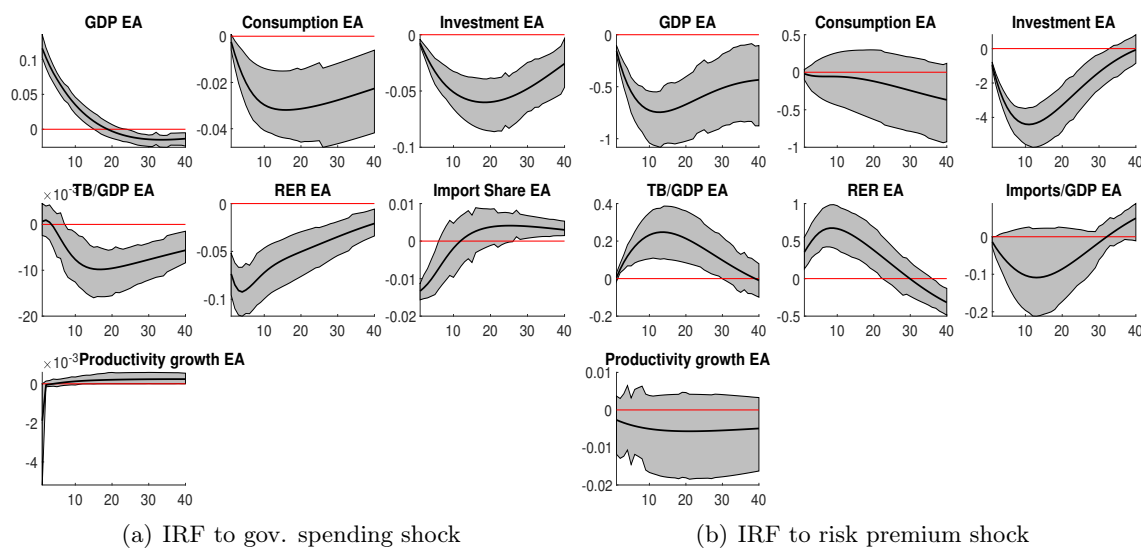 GDP EA
0.1
0.05
0
10 20 30 40
Consumption EA
0
-0.02
-0.04
10 20 30 40
Investment EA
0
-0.05
-0.1
10 20 30 40
TB/GDP EA
×10⁻³
0
-10
-20
10 20 30 40
RER EA
0
-0.05
-0.1
10 20 30 40
Import Share EA
0.01
0
-0.01
-0.02
10 20 30 40
Productivity growth EA
×10⁻³
0
-2
-4
10 20 30 40
(a) IRF to gov. spending shock
GDP EA
0
-0.5
-1
10 20 30 40
Consumption EA
0.5
0
-0.5
-1
10 20 30 40
Investment EA
0
-2
-4
10 20 30 40
TB/GDP EA
0.4
0.2
0
-0.2
10 20 30 40
RER EA
1
0.5
0
-0.5
10 20 30 40
Imports/GDP EA
0
-0.1
-0.2
10 20 30 40
Productivity growth EA
0.01
0
-0.01
-0.02
10 20 30 40
(b) IRF to risk premium shock